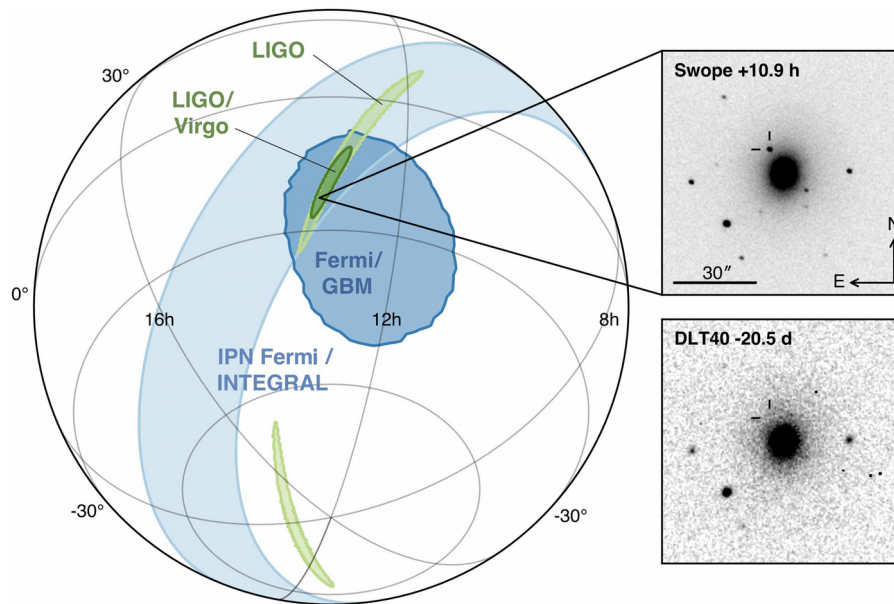 LIGO
30°
LIGO/
Virgo
Fermi/
GBM
0°
16h
12h
8h
IPN Fermi /
INTEGRAL
-30°
-30°
Swope +10.9 h
N
30"
E
DLT40 -20.5 d